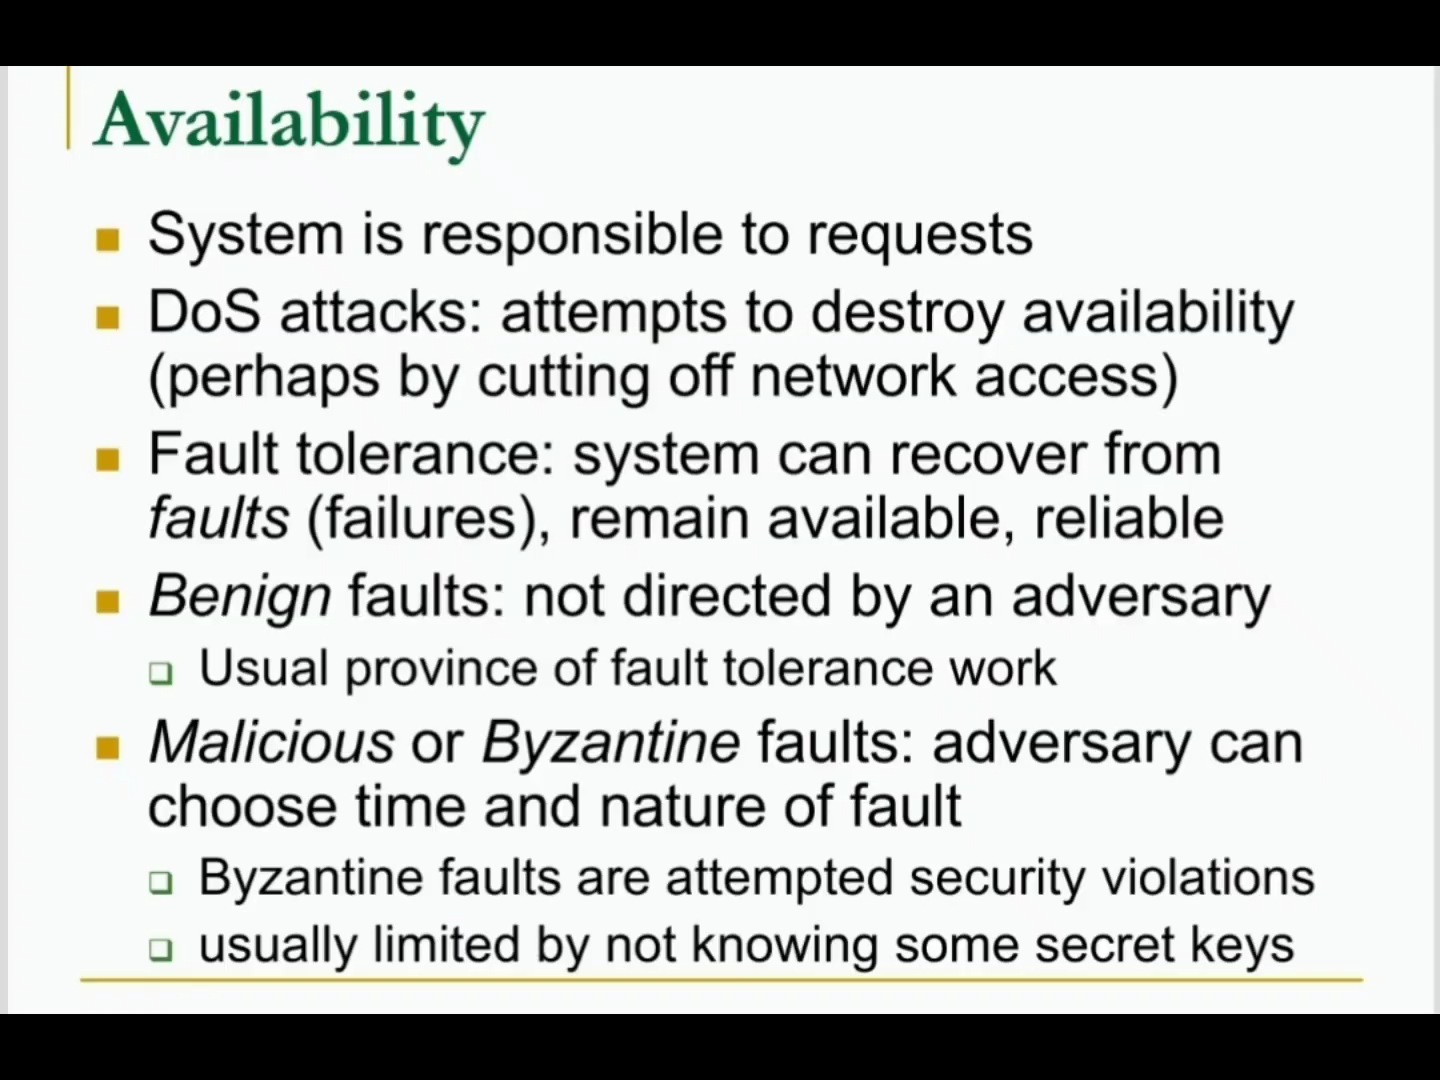 Availability
System is responsible to requests
DoS attacks: attempts to destroy availability
(perhaps by cutting off network access)
Fault tolerance: system can recover from
faults (failures), remain available, reliable
Benign faults: not directed by an adversary
Usual province of fault tolerance work
Malicious or Byzantine faults: adversary can
choose time and nature of fault
Byzantine faults are attempted security violations
usually limited by not knowing some secret keys